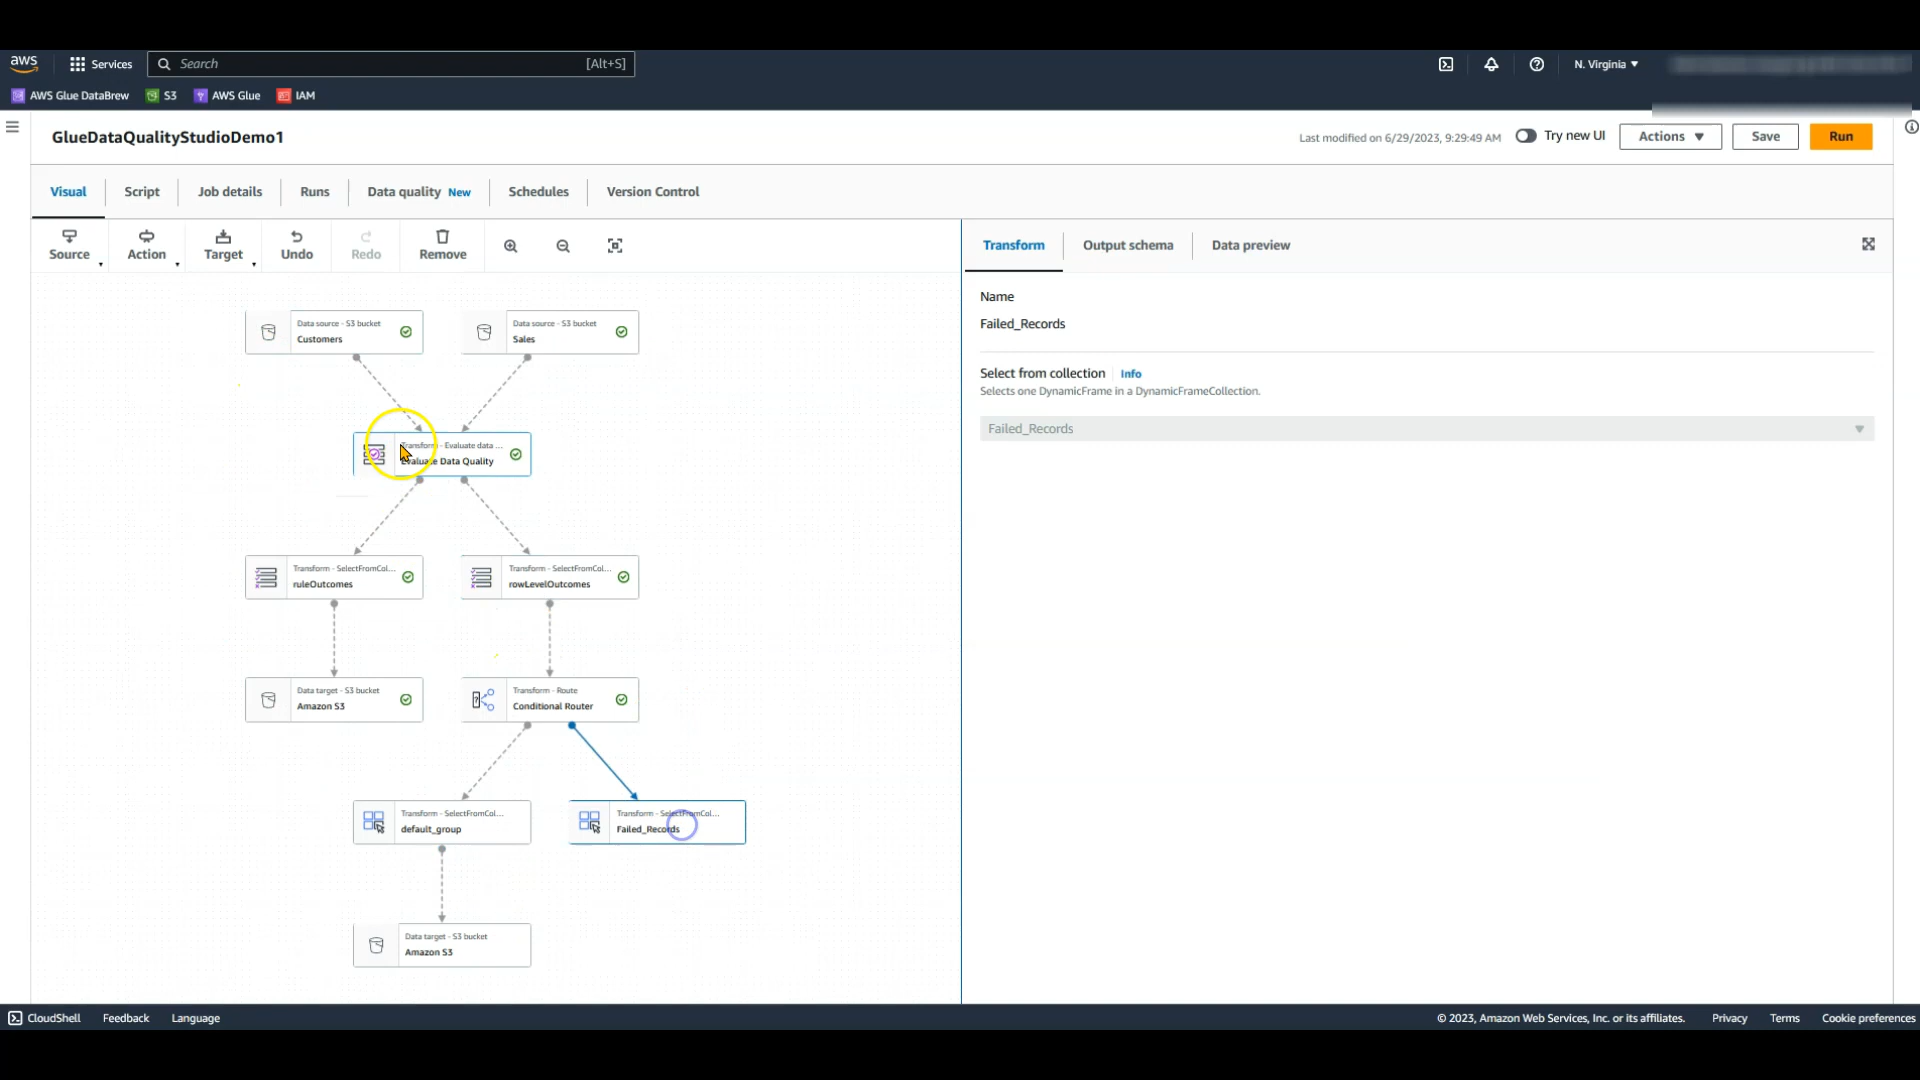 aws
Services
Search
[Alt+S]
N. Virginia
AWS Glue DataBrew
S3
AWS Glue
IAM
GlueDataQualityStudioDemo1
Last modified on 6/29/2023, 9:29:49 AM
Try new UI
Actions
Save
Run
Visual
Script
Job details
Runs
Data quality New
Schedules
Version Control
Source
Action
Target
Undo
Redo
Remove
Transform
Output schema
Data preview
Name
Failed_Records
Select from collection
Info
Selects one DynamicFrame in a DynamicFrameCollection.
Failed_Records
Data source - S3 bucket
Customers
Data source - S3 bucket
Sales
Transform - Evaluate data ...
Evaluate Data Quality
Transform - SelectFromCol...
ruleOutcomes
Transform - SelectFromCol...
rowLevelOutcomes
Data target - S3 bucket
Amazon S3
Transform - Route
Conditional Router
Transform - SelectFromCol...
default_group
Transform - SelectFromCol...
Failed_Records
Data target - S3 bucket
Amazon S3
CloudShell
Feedback
Language
© 2023, Amazon Web Services, Inc. or its affiliates.
Privacy
Terms
Cookie preferences